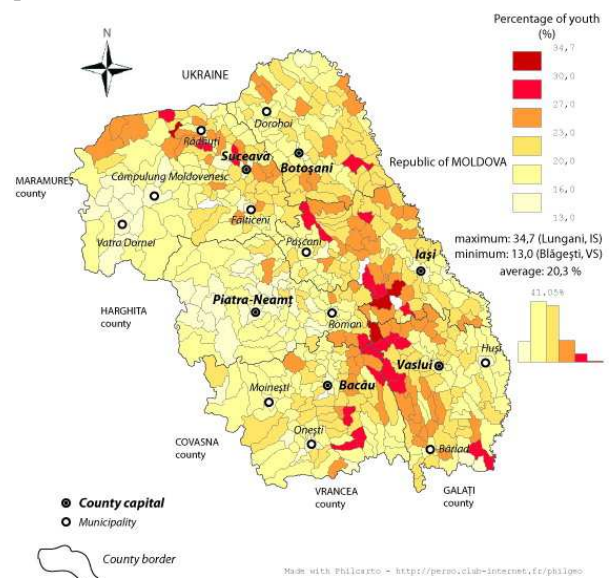 Percentage of youth
(%)
34,7
30,0
27,0
23,0
20,0
16,0
13,0
N
UKRAINE
Dorohoi
Rădăuți
Suceava
Botoșani
Republic of MOLDOVA
MARAMUREȘ
county
Câmpulung Moldovenesc
Fălticeni
Vatra Dornei
Pașcani
Iași
maximum: 34,7 (Lungani, IS)
minimum: 13,0 (Blăgești, VS)
average: 20,3 %
41,05%
HARGHITA
county
Piatra-Neamț
Roman
Huși
Vaslui
Bacău
Moinești
Onești
COVASNA
county
Bârlad
VRANCEA
county
GALAȚI
county
County capital
Municipality
County border
Made with Philcarto - http://perso.club-internet.fr/philgeo